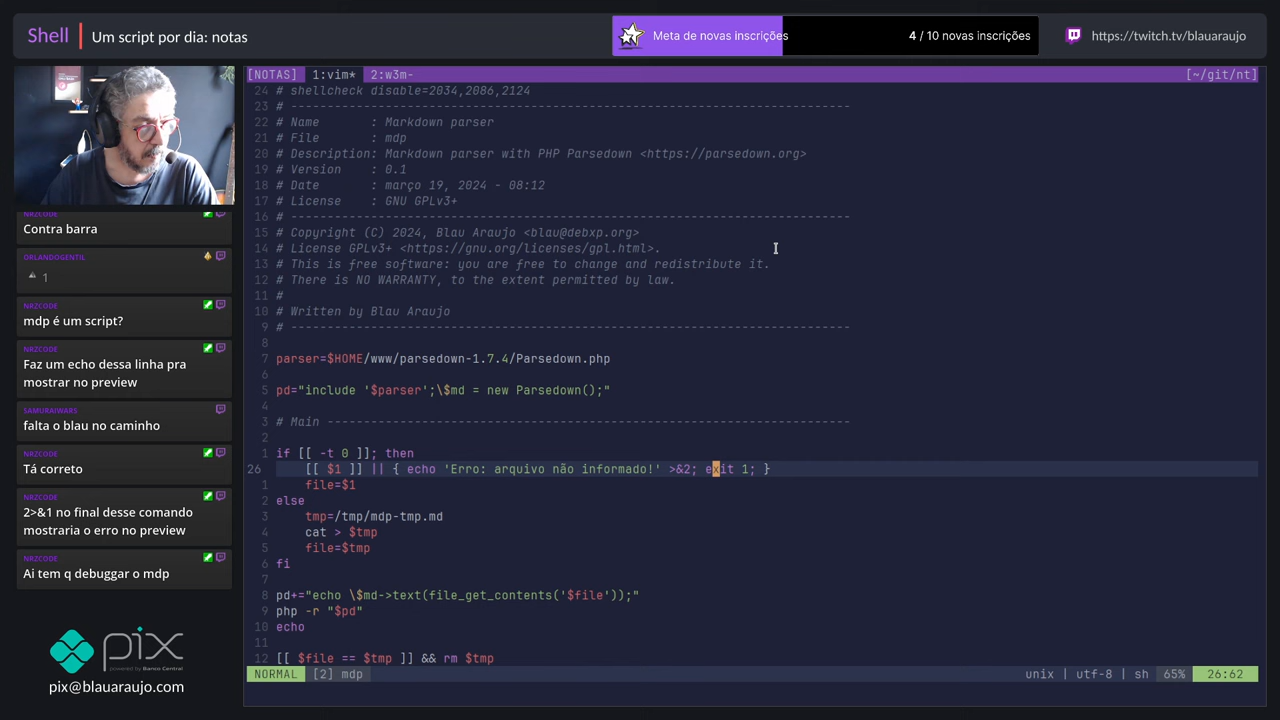 Shell
Um script por dia: notas
Meta de novas inscrições
4 / 10 novas inscrições
https://twitch.tv/blauaraujo
[NOTAS] 1:vim* 2:w3m- [~/git/nt]
24 # shellcheck disable=2034,2086,2124
23 # -----------------------------------------------------------------------------
22 # Name        : Markdown parser
21 # File        : mdp
20 # Description: Markdown parser with PHP Parsedown <https://parsedown.org>
19 # Version    : 0.1
18 # Date        : março 19, 2024 - 08:12
17 # License    : GNU GPLv3+
16 # -----------------------------------------------------------------------------
15 # Copyright (C) 2024, Blau Araujo <blau@debxp.org>
14 # License GPLv3+ <https://gnu.org/licenses/gpl.html>.
13 # This is free software: you are free to change and redistribute it.
12 # There is NO WARRANTY, to the extent permitted by law.
11 #
10 # Written by Blau Araujo
9 # -----------------------------------------------------------------------------
8
7 parser=$HOME/www/parsedown-1.7.4/Parsedown.php
6
5 pd="include '$parser';\$md = new Parsedown();"
4
3 # Main ------------------------------------------------------------------------
2
1 if [[ -t 0 ]]; then
26     [[ $1 ]] || { echo 'Erro: arquivo não informado!' >&2; exit 1; }
1     file=$1
2 else
3     tmp=/tmp/mdp-tmp.md
4     cat > $tmp
5     file=$tmp
6 fi
7
8 pd+="echo \$md->text(file_get_contents('$file'));"
9 php -r "$pd"
10 echo
11
12 [[ $file == $tmp ]] && rm $tmp
NORMAL [2] mdp unix | utf-8 | sh 65% 26:62
NRZCODE
Contra barra
ORLANDOGENTIL
1
NRZCODE
mdp é um script?
NRZCODE
Faz um echo dessa linha pra
mostrar no preview
SAMURAIWARS
falta o blau no caminho
NRZCODE
Tá correto
NRZCODE
2>&1 no final desse comando
mostraria o erro no preview
NRZCODE
Ai tem q debuggar o mdp
pix
powered by Banco Central
pix@blauaraujo.com